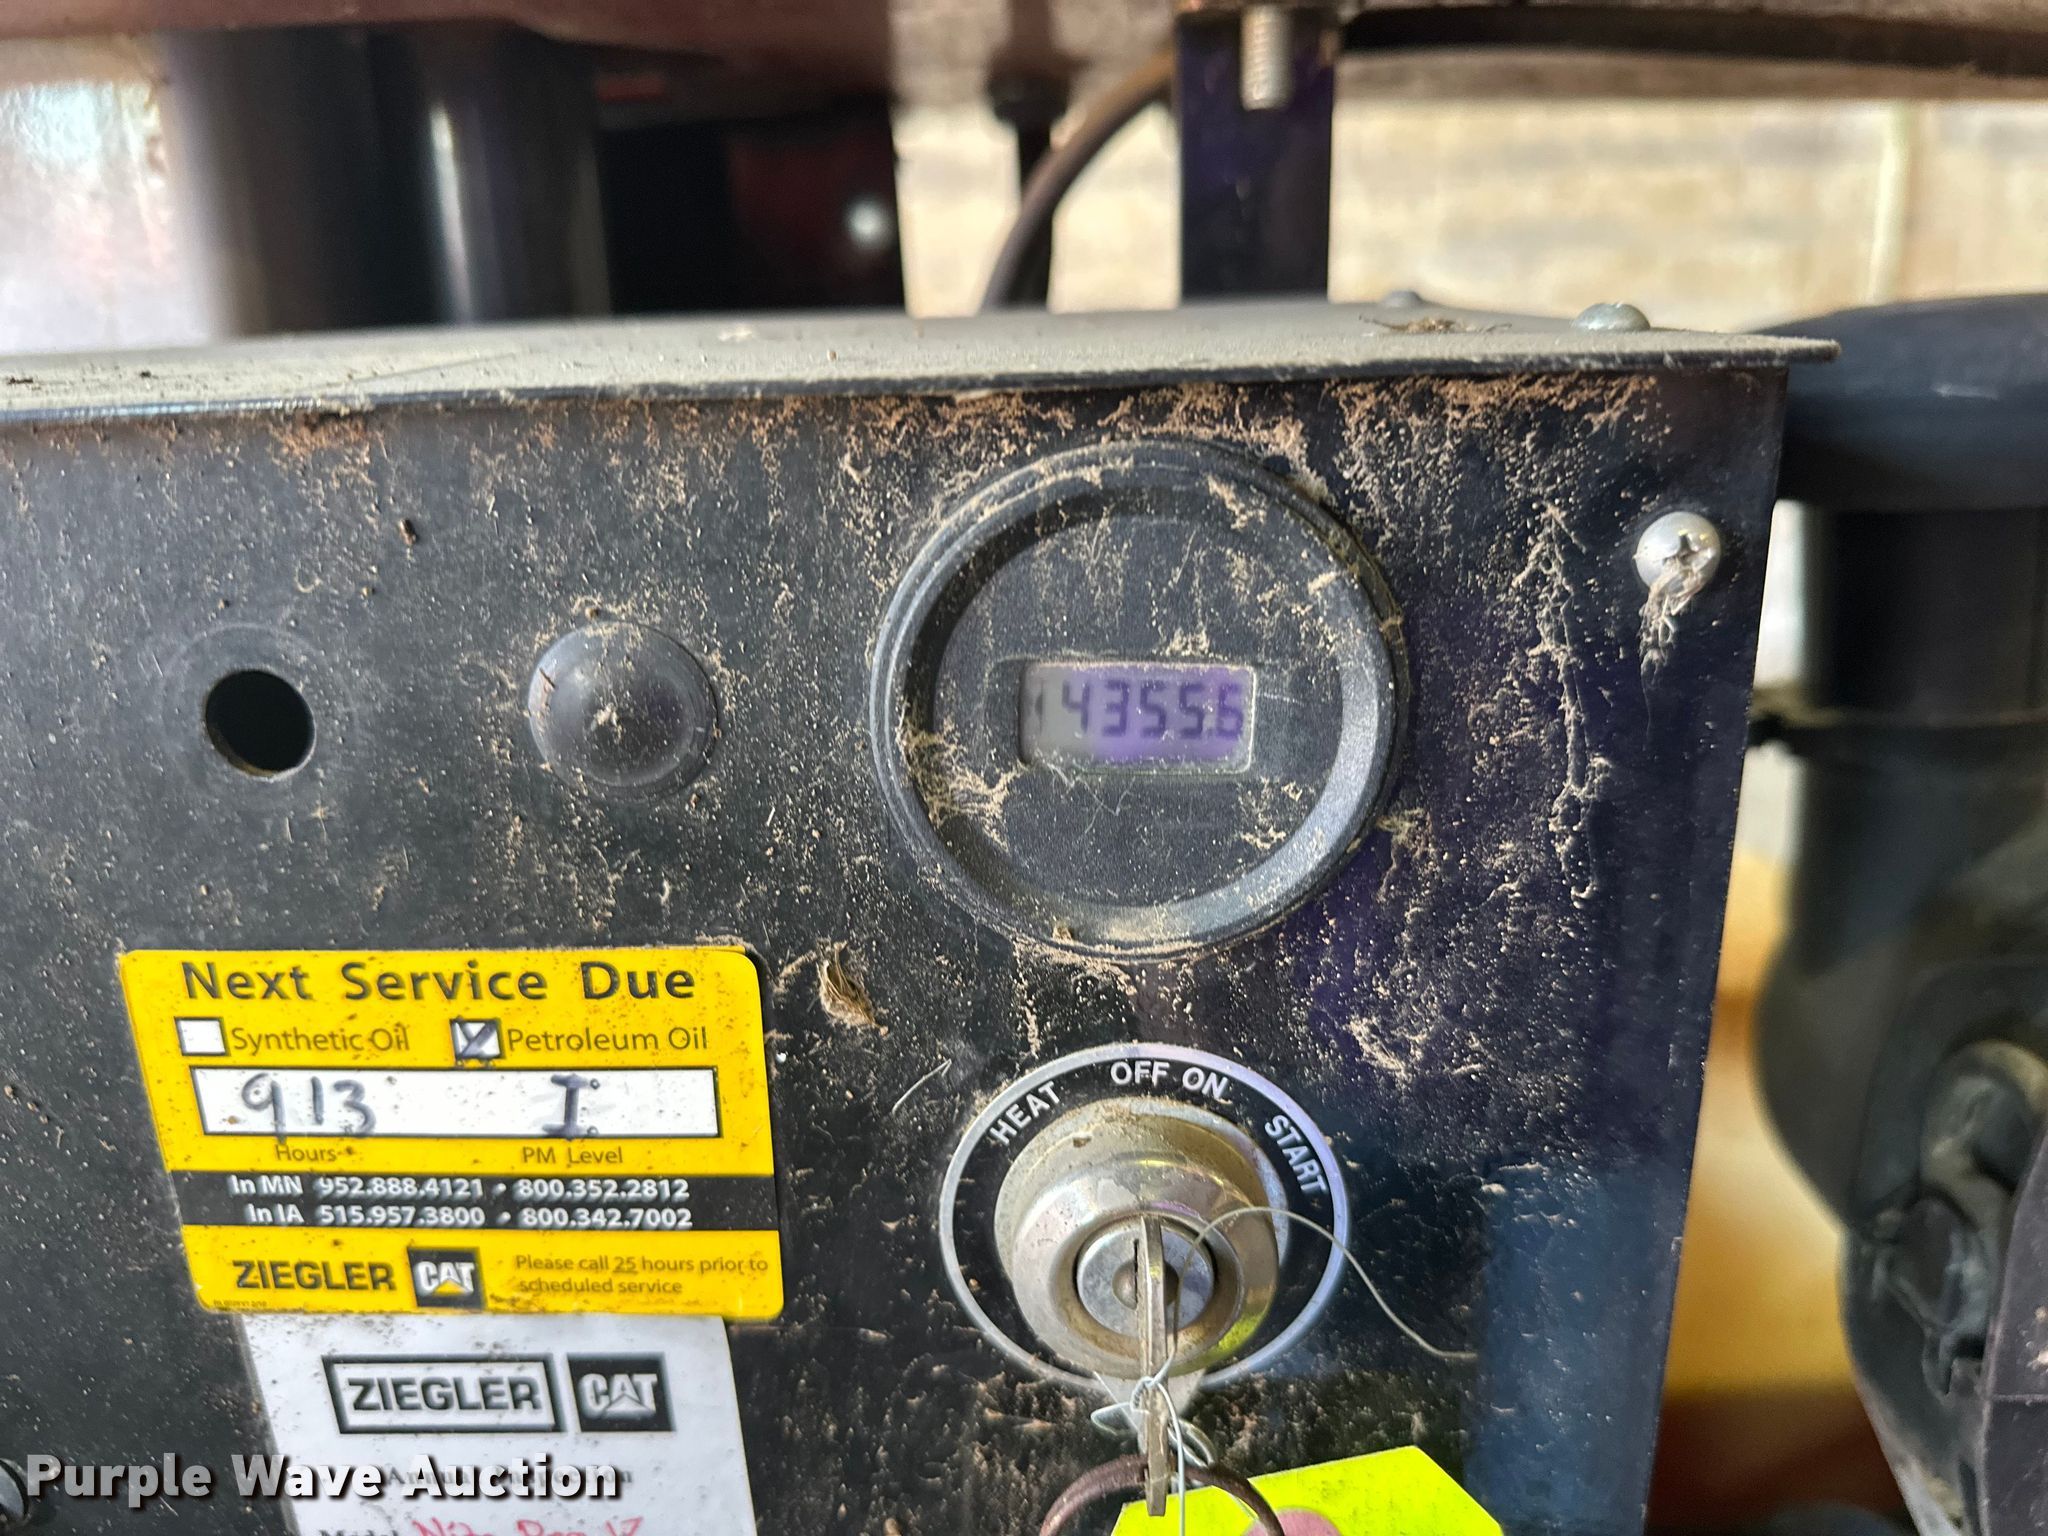 4355.6
Next Service Due
Synthetic Oil Petroleum Oil
913 I
Hours PM Level
In MN 952.888.4121 • 800.352.2812
In IA 515.957.3800 • 800.342.7002
ZIEGLER CAT Please call 25 hours prior to
scheduled service
HEAT OFF ON START
ZIEGLER CAT
Purple Wave Auction